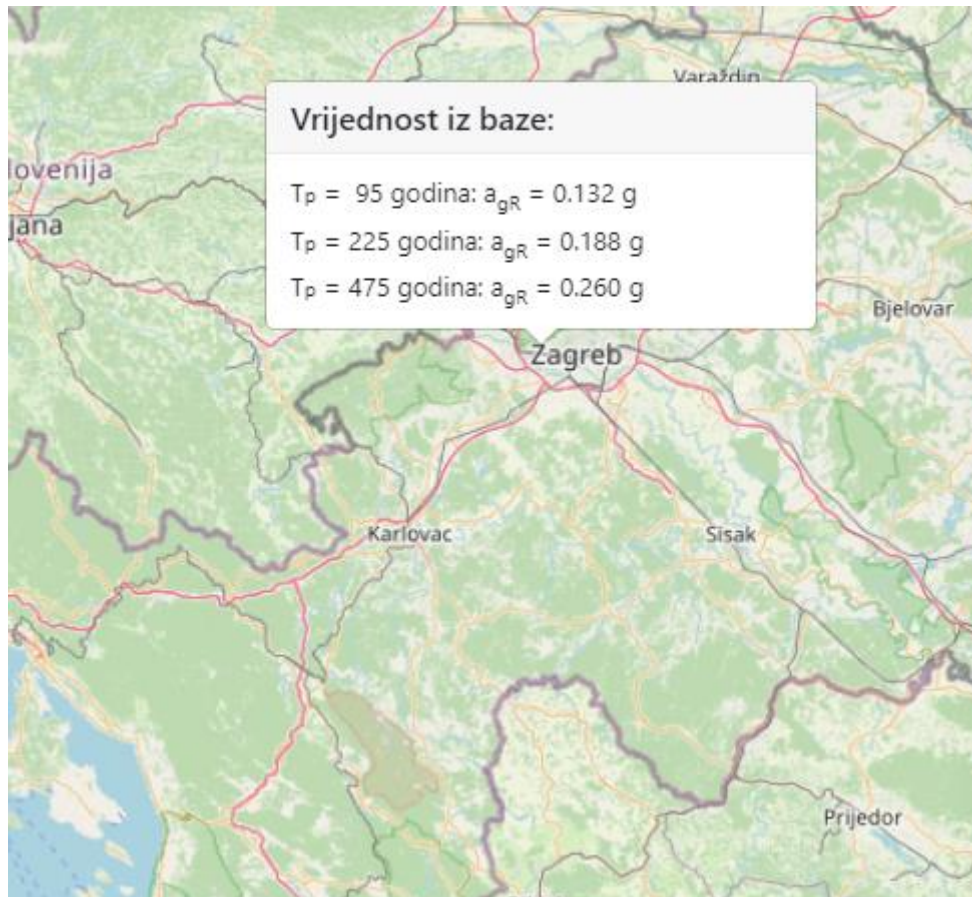 Varaždin
Vrijednost iz baze:
lovenija
jana
Tp = 95 godina: agR = 0.132 g
Tp = 225 godina: agR = 0.188 g
Tp = 475 godina: agR = 0.260 g
Bjelovar
Zagreb
Karlovac
Sisak
Prijedor